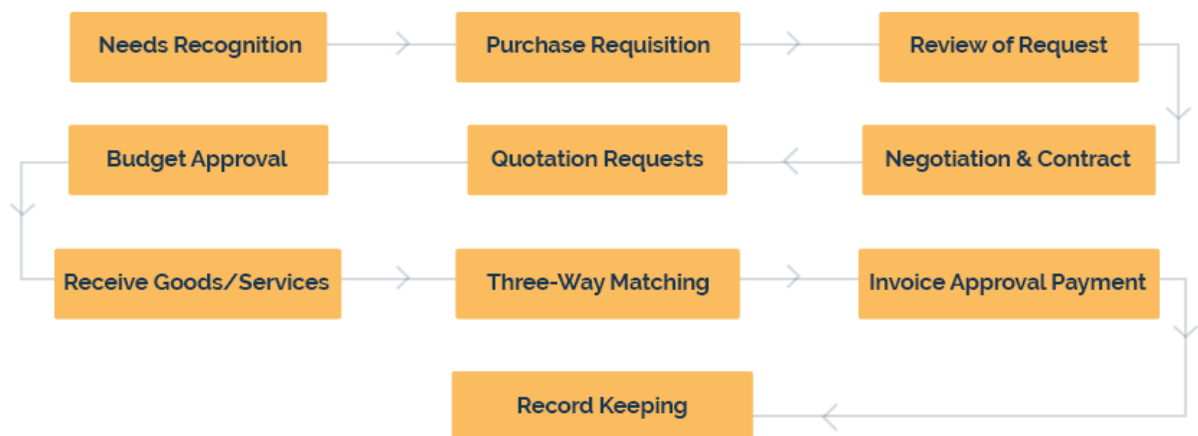 Needs Recognition
Purchase Requisition
Review of Request
Budget Approval
Quotation Requests
Negotiation & Contract
Receive Goods/Services
Three-Way Matching
Invoice Approval Payment
Record Keeping